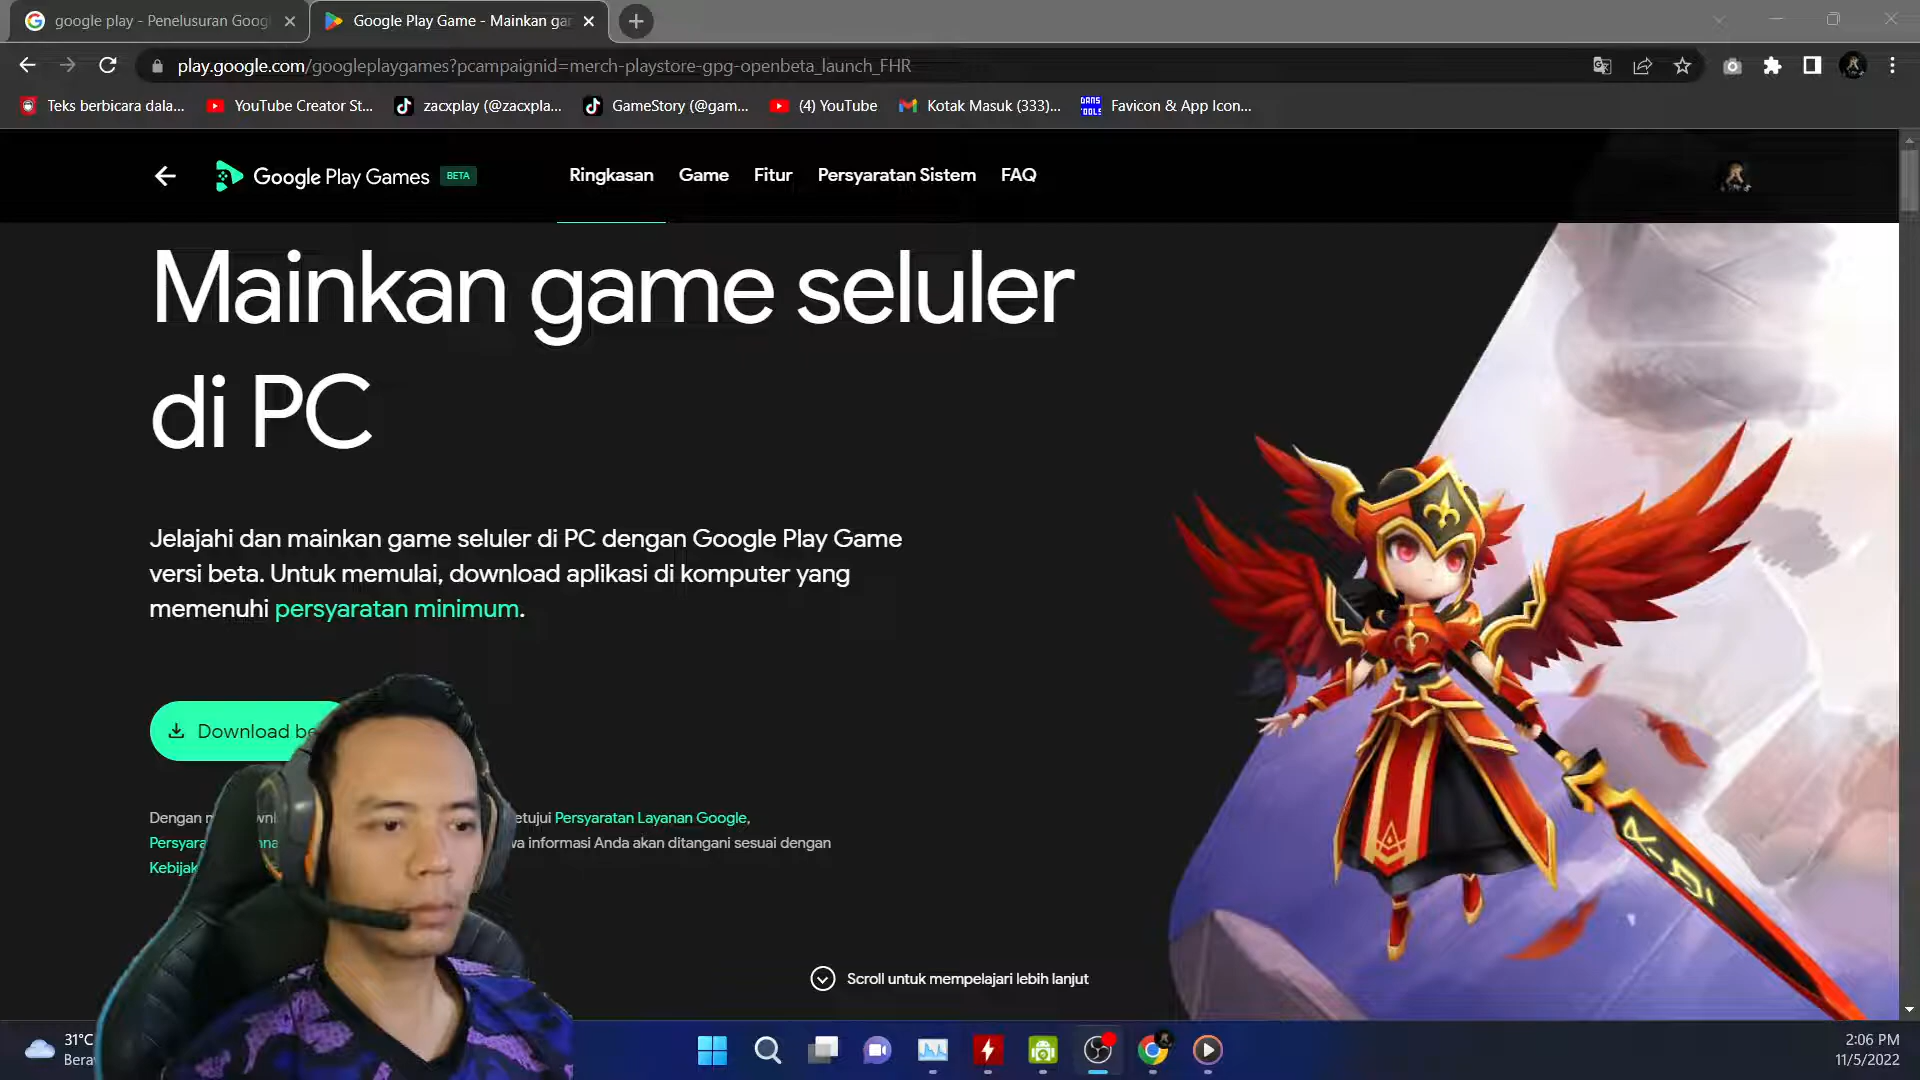 google play - Penelusuran Googl
Google Play Game - Mainkan gam
play.google.com/googleplaygames?pcampaignid=merch-playstore-gpg-openbeta_launch_FHR
Teks berbicara dala...
YouTube Creator St...
zacxplay (@zacxpla...
GameStory (@gam...
(4) YouTube
Kotak Masuk (333)...
Favicon & App Icon...
Google Play Games BETA
Ringkasan
Game
Fitur
Persyaratan Sistem
FAQ
Mainkan game seluler
di PC
Jelajahi dan mainkan game seluler di PC dengan Google Play Game
versi beta. Untuk memulai, download aplikasi di komputer yang
memenuhi persyaratan minimum.
Download be
Dengan etujui Persyaratan Layanan Google,
informasi Anda akan ditangani sesuai dengan
Kebijak
Scroll untuk mempelajari lebih lanjut
31°C
Bera
2:06 PM
11/5/2022